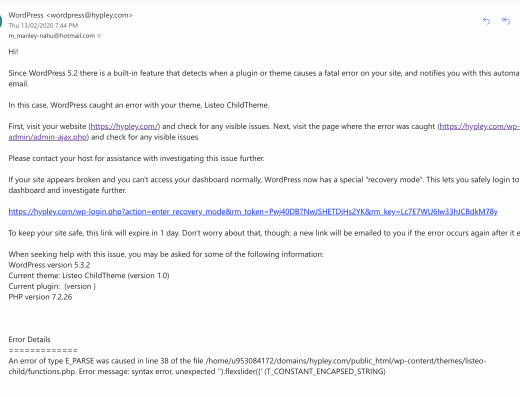 WordPress <wordpress@hypley.com>
Thu 13/02/2020 7:44 PM
m_manley-nahu@hotmail.com
Hi!
Since WordPress 5.2 there is a built-in feature that detects when a plugin or theme causes a fatal error on your site, and notifies you with this automa
email.
In this case, WordPress caught an error with your theme, Listeo ChildTheme.
First, visit your website (https://hypley.com/) and check for any visible issues. Next, visit the page where the error was caught (https://hypley.com/wp-
admin/admin-ajax.php) and check for any visible issues.
Please contact your host for assistance with investigating this issue further.
If your site appears broken and you can't access your dashboard normally, WordPress now has a special "recovery mode". This lets you safely login to
dashboard and investigate further.
https://hypley.com/wp-login.php?action=enter_recovery_mode&rm_token=Pwj40DB7NwJSHETDjHs2YK&rm_key=Lc7E7WU6Iw33hJCBdkM78y
To keep your site safe, this link will expire in 1 day. Don't worry about that, though: a new link will be emailed to you if the error occurs again after it e
When seeking help with this issue, you may be asked for some of the following information:
WordPress version 5.3.2
Current theme: Listeo ChildTheme (version 1.0)
Current plugin: (version )
PHP version 7.2.26
Error Details
=============
An error of type E_PARSE was caused in line 38 of the file /home/u953084172/domains/hypley.com/public_html/wp-content/themes/listeo-
child/functions.php. Error message: syntax error, unexpected '').flexslider({' (T_CONSTANT_ENCAPSED_STRING)